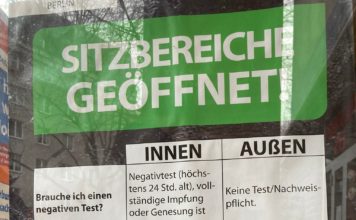 BERLIN
SITZBEREICHE
GEÖFFNET!
INNEN AUßEN
Brauche ich einen
negativen Test?
Negativtest (höchs-
tens 24 Std. alt), voll-
ständige Impfung
oder Genesung ist
Keine Test/Nachweis-
pflicht.